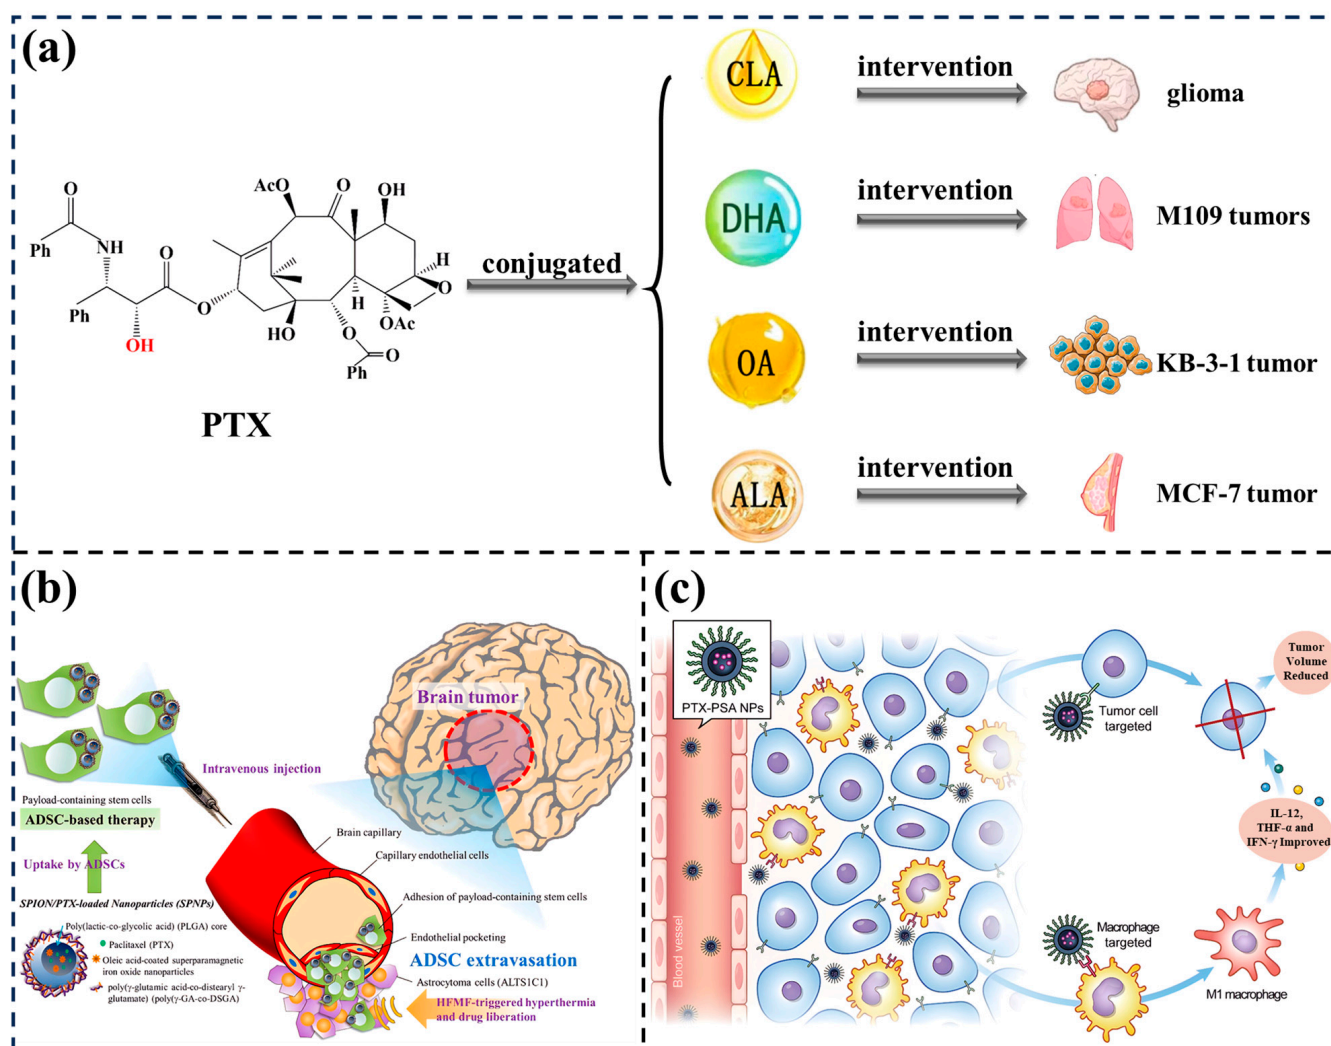 (a)
O
Ph
NH
Ph
OH
O
O
AcO
O
OH
H
O
H
OAc
HO
O
O
Ph
PTX
conjugated
CLA
intervention
glioma
DHA
intervention
M109 tumors
OA
intervention
KB-3-1 tumor
ALA
intervention
MCF-7 tumor
(b)
Brain tumor
Intravenous injection
Payload-containing stem cells
ADSC-based therapy
Uptake by ADSCs
SPION/PTX-loaded Nanoparticles (SPNPs)
Poly(lactic-co-glycolic acid) (PLGA) core
Paclitaxel (PTX)
Oleic acid-coated superparamagnetic
iron oxide nanoparticles
poly(γ-glutamic acid-co-distearyl γ-
glutamate) (poly(γ-GA-co-DSGA)
Brain capillary
Capillary endothelial cells
Adhesion of payload-containing stem cells
Endothelial pocketing
ADSC extravasation
Astrocytoma cells (ALTS1C1)
HFMF-triggered hyperthermia
and drug liberation
(c)
PTX-PSA NPs
Blood vessel
Tumor cell
targeted
Tumor
Volume
Reduced
IL-12,
THF-α and
IFN-γ Improved
Macrophage
targeted
M1 macrophage